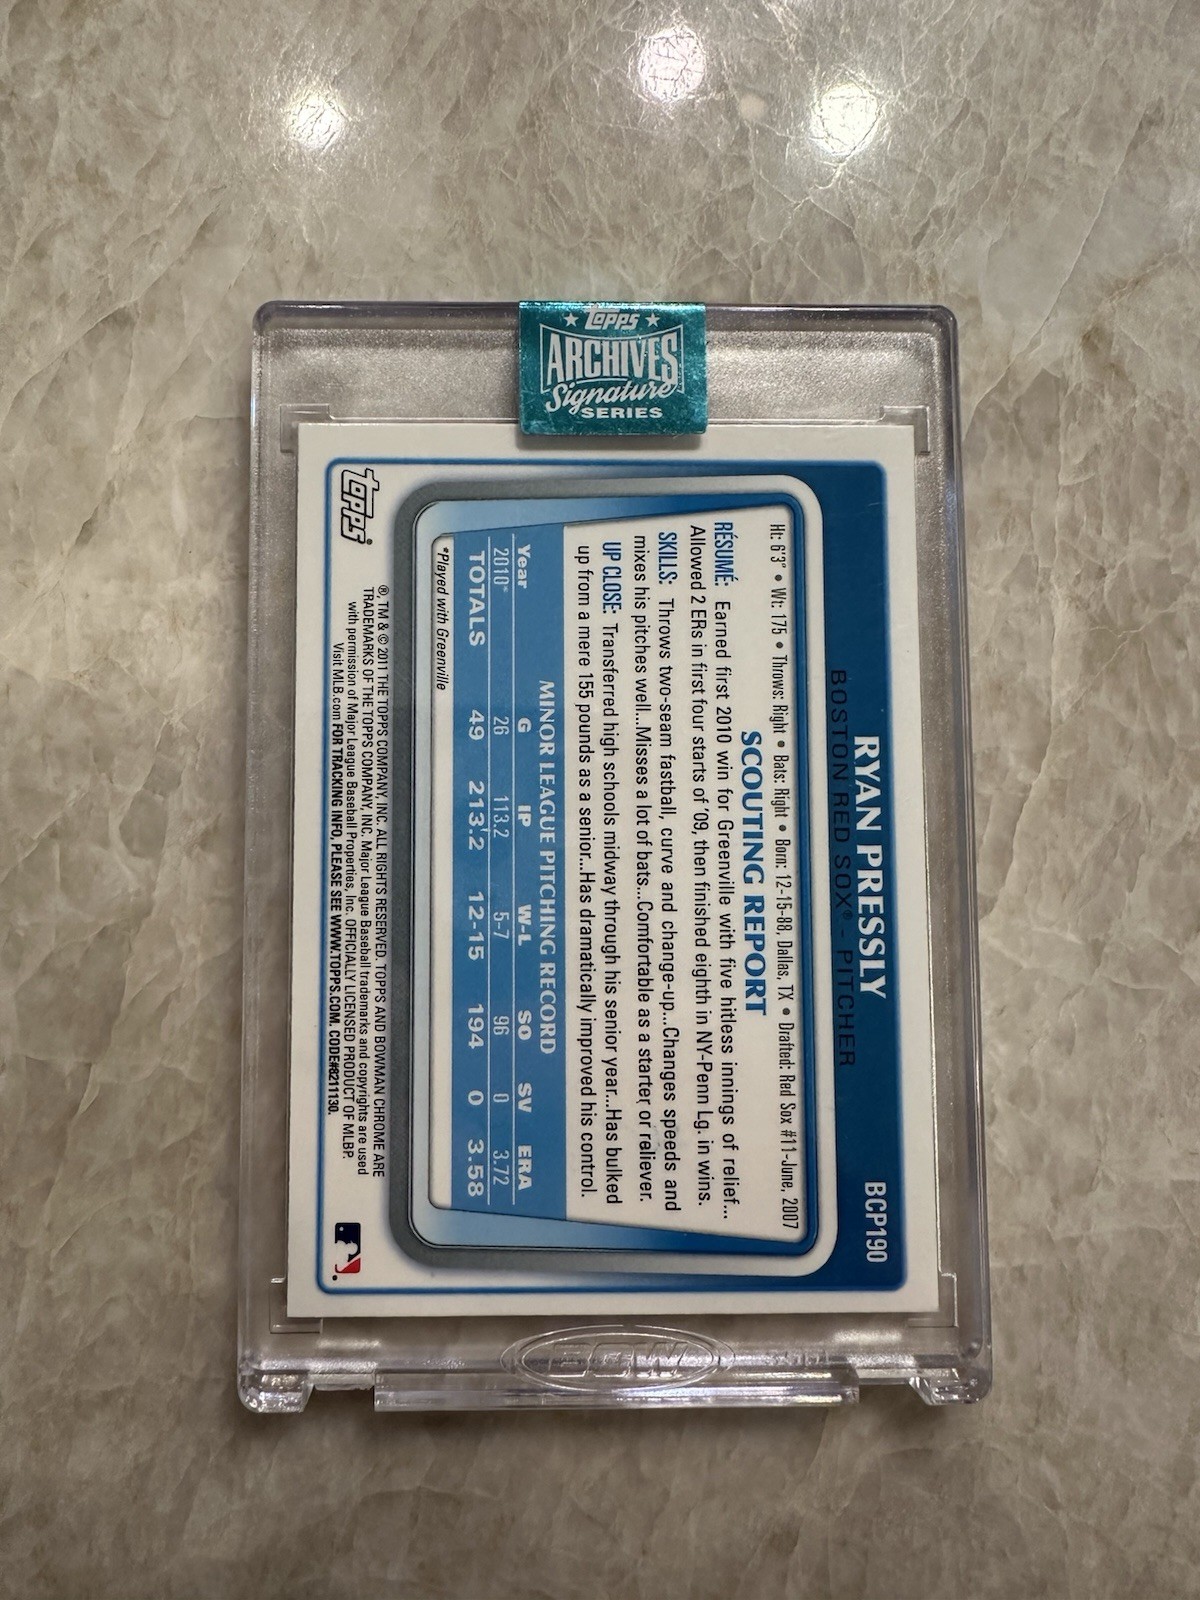 ★ Topps ★
ARCHIVES
Signature
SERIES
BCP190
RYAN PRESSLY
BOSTON RED SOX® - PITCHER
Ht: 6'3" • Wt: 175 • Throws: Right • Bats: Right • Born: 12-15-88, Dallas, TX • Drafted: Red Sox #11-June, 2007
SCOUTING REPORT
RÉSUMÉ: Earned first 2010 win for Greenville with five hitless innings of relief...
Allowed 2 ERs in first four starts of '09, then finished eighth in NY-Penn Lg. in wins.
SKILLS: Throws two-seam fastball, curve and change-up...Changes speeds and
mixes his pitches well...Misses a lot of bats...Comfortable as a starter or reliever.
UP CLOSE: Transferred high schools midway through his senior year...Has bulked
up from a mere 155 pounds as a senior...Has dramatically improved his control.
MINOR LEAGUE PITCHING RECORD
Year G IP W-L SO SV ERA
2010* 26 113.2 5-7 96 0 3.72
TOTALS 49 213.2 12-15 194 0 3.58
*Played with Greenville
topps®
®, TM & © 2011 THE TOPPS COMPANY, INC. ALL RIGHTS RESERVED. TOPPS AND BOWMAN CHROME ARE
TRADEMARKS OF THE TOPPS COMPANY, INC. Major League Baseball trademarks and copyrights are used
with permission of Major League Baseball Properties, Inc. OFFICIALLY LICENSED PRODUCT OF MLBP.
Visit MLB.com FOR TRACKING INFO, PLEASE SEE WWW.TOPPS.COM. CODE#8211130.